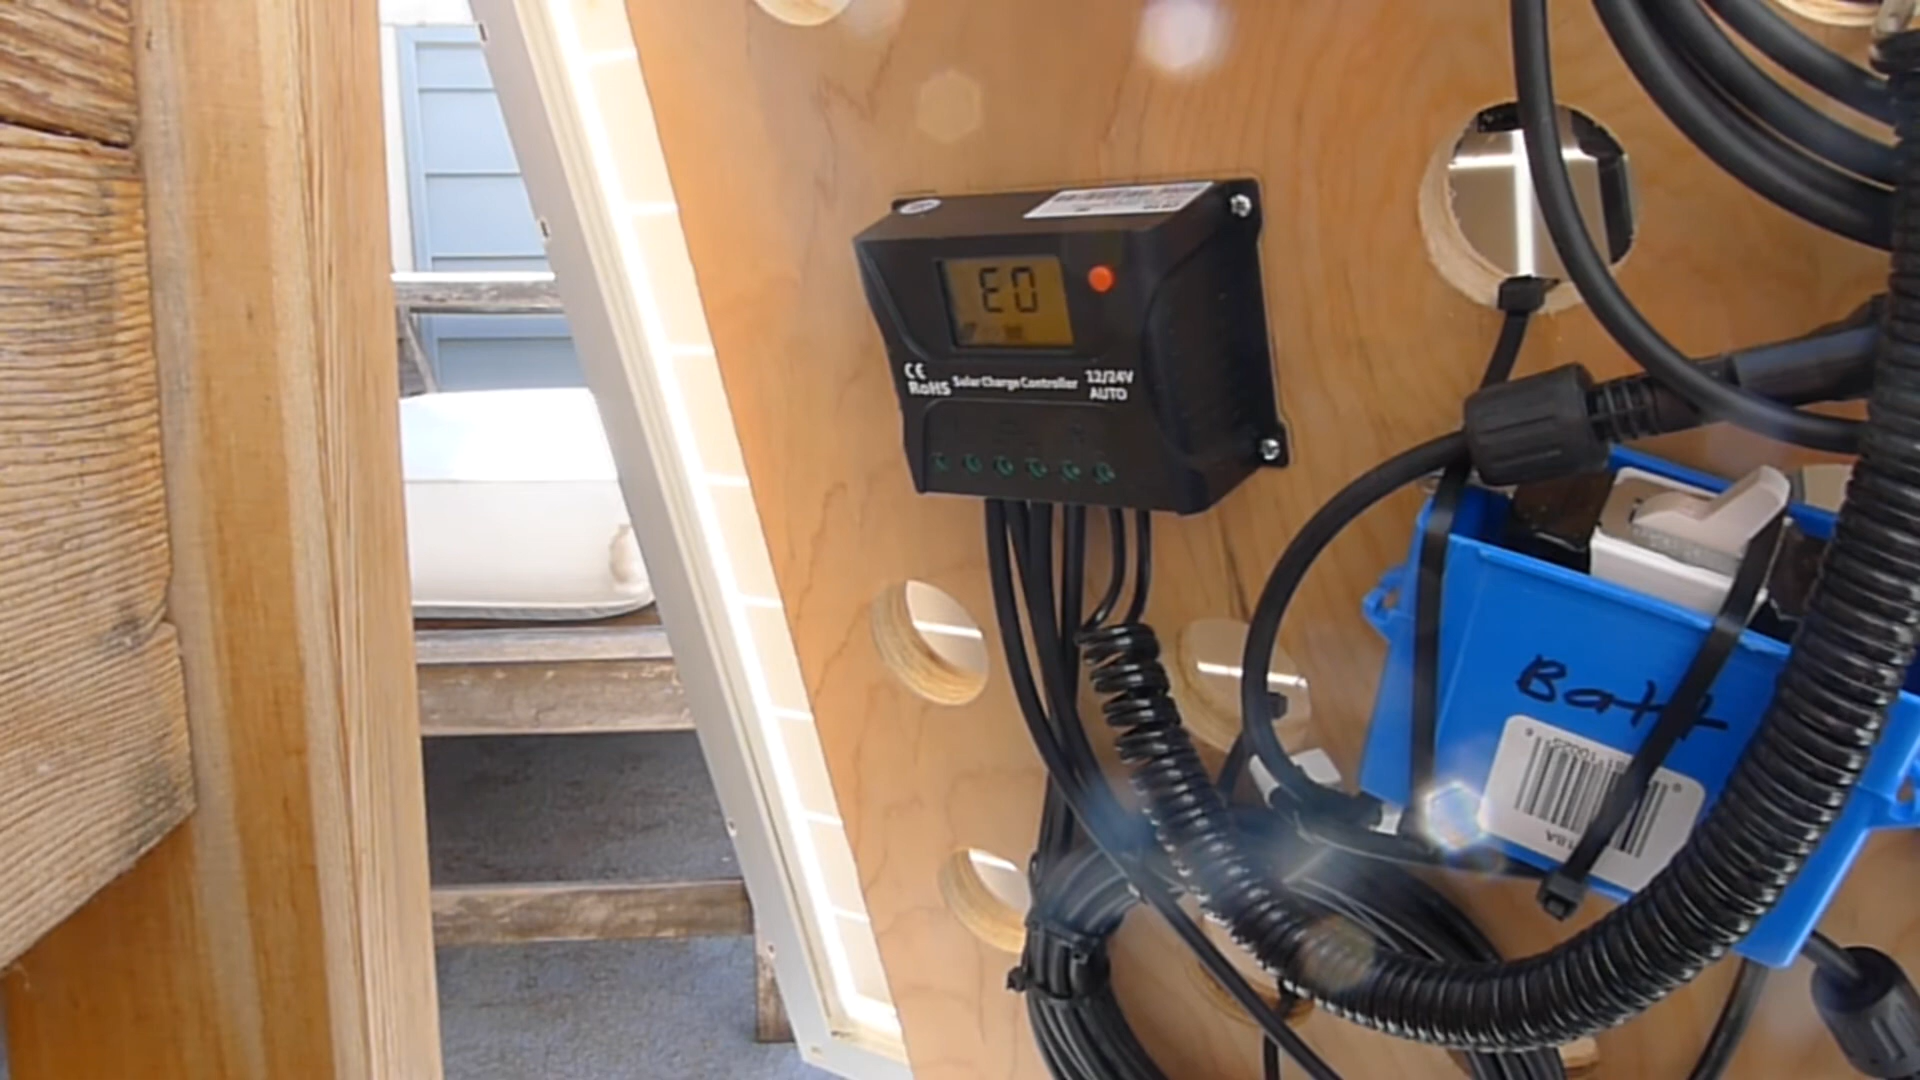 E0
CE
RoHS
Solar Charge Controller
12/24V
AUTO
Batt